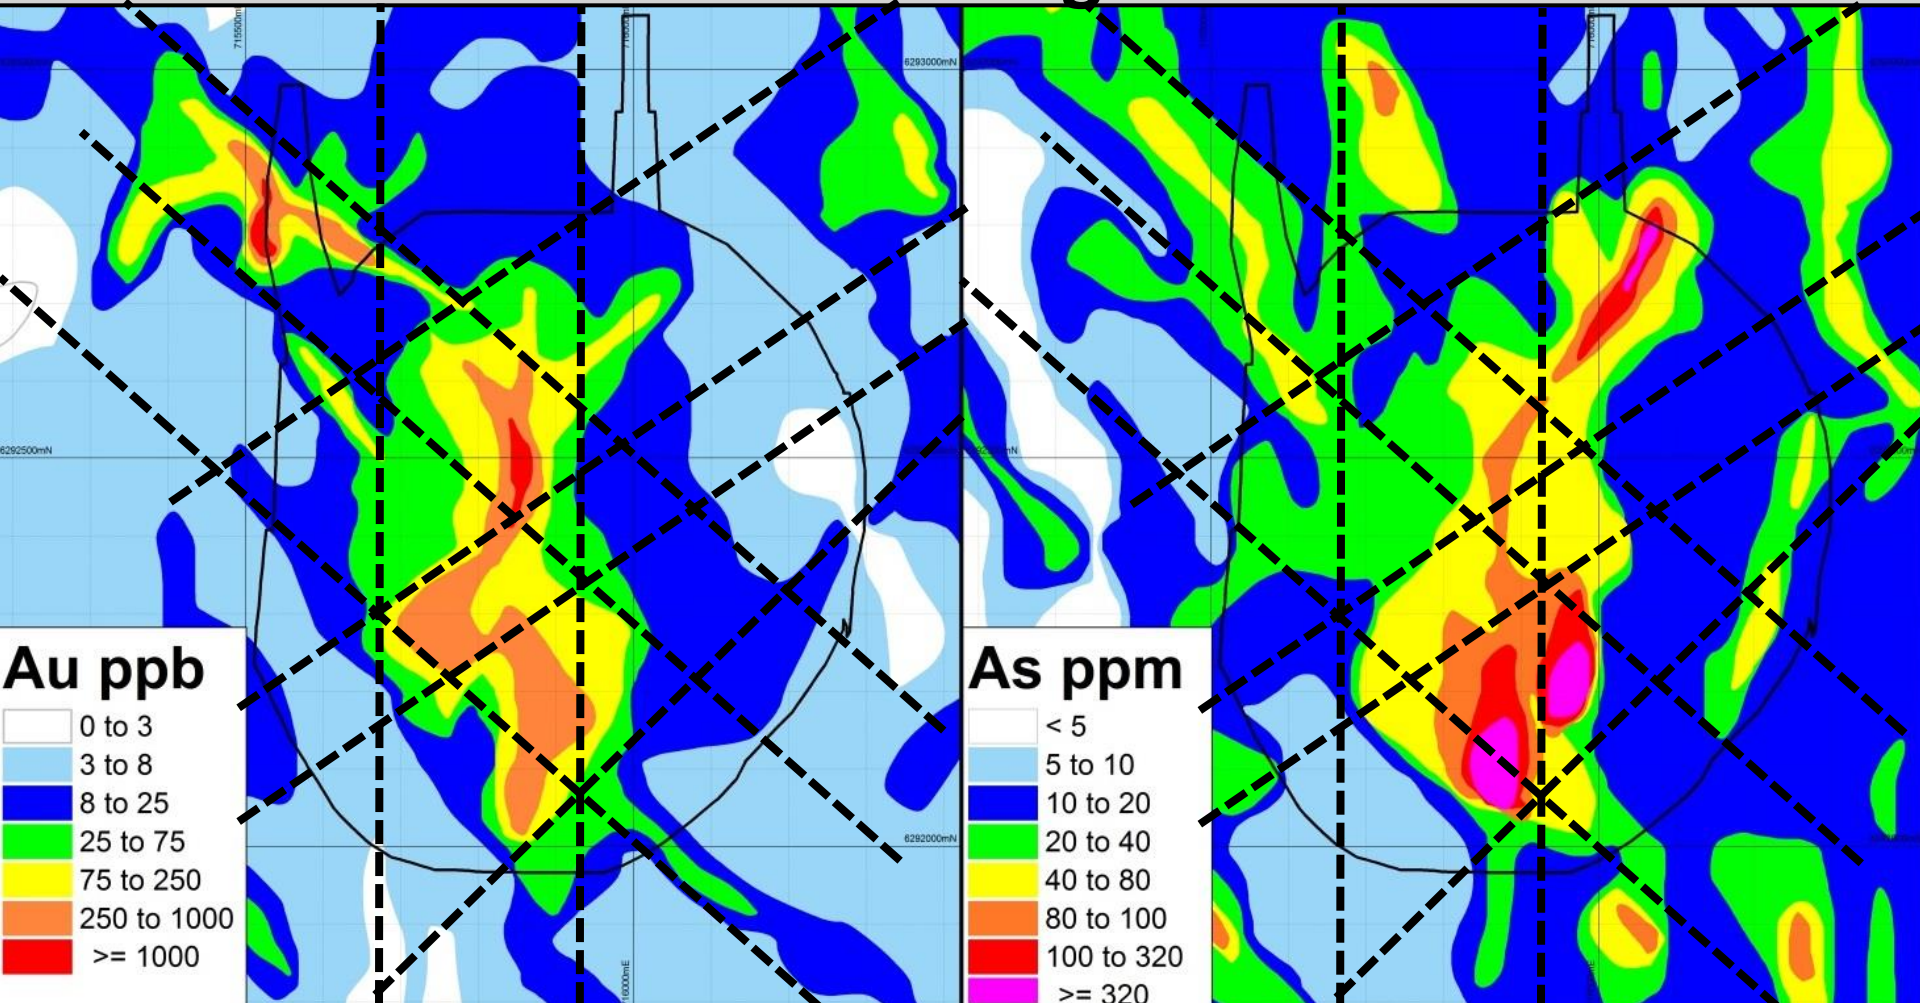 6293000mN
6292500mN
6292000mN
Au ppb
0 to 3
3 to 8
8 to 25
25 to 75
75 to 250
250 to 1000
>= 1000
As ppm
< 5
5 to 10
10 to 20
20 to 40
40 to 80
80 to 100
100 to 320
>= 320